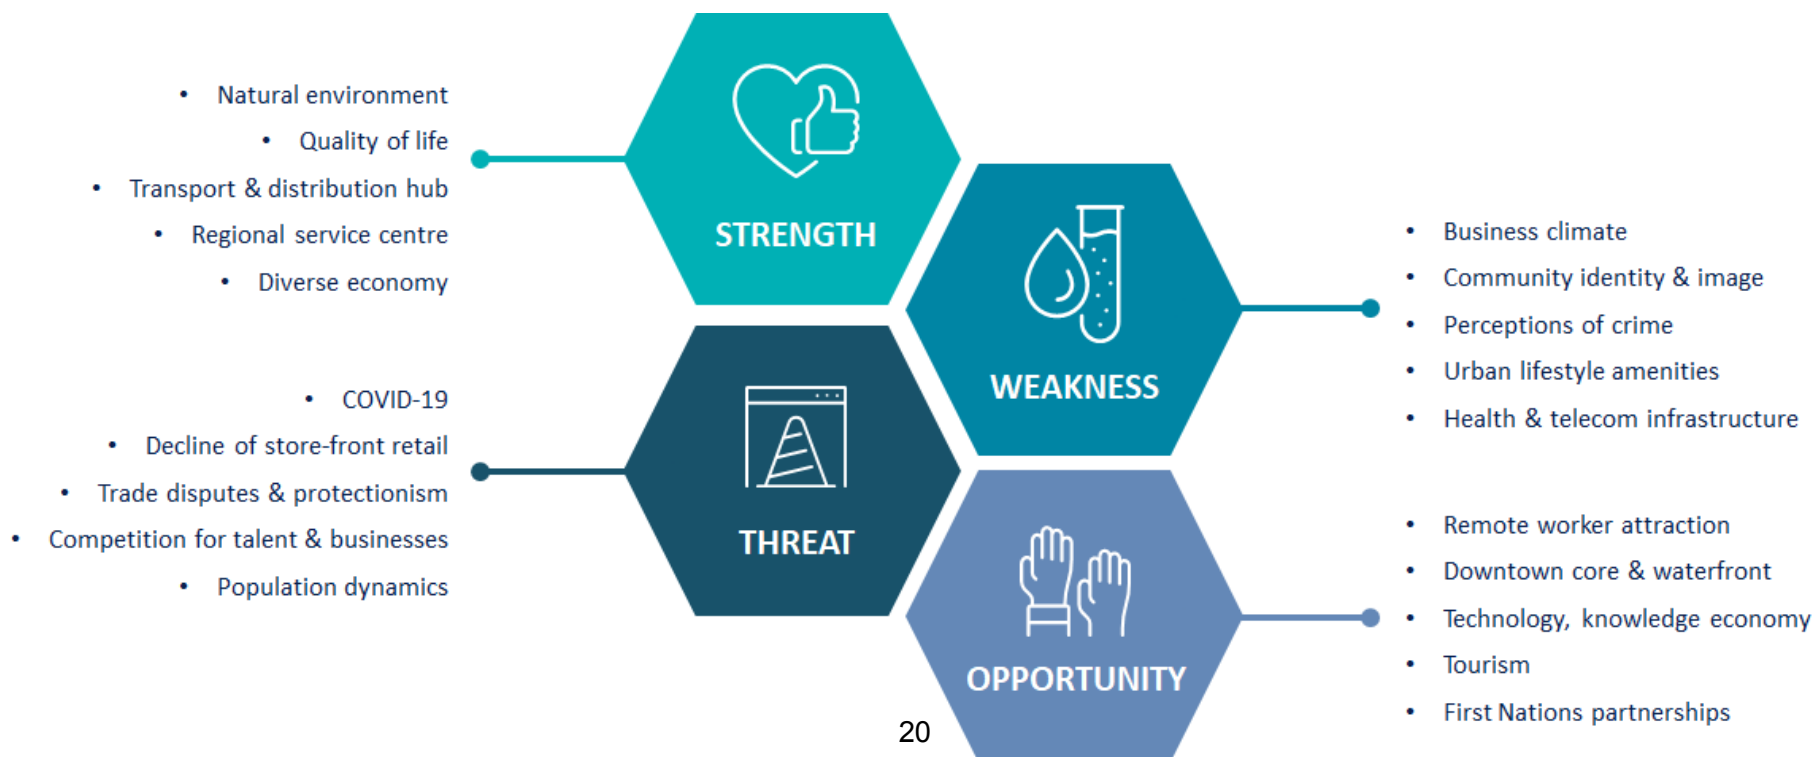 • Natural environment
• Quality of life
• Transport & distribution hub
• Regional service centre
• Diverse economy
STRENGTH
• Business climate
• Community identity & image
• Perceptions of crime
• Urban lifestyle amenities
• Health & telecom infrastructure
WEAKNESS
• COVID-19
• Decline of store-front retail
• Trade disputes & protectionism
• Competition for talent & businesses
• Population dynamics
THREAT
• Remote worker attraction
• Downtown core & waterfront
• Technology, knowledge economy
• Tourism
• First Nations partnerships
OPPORTUNITY
20